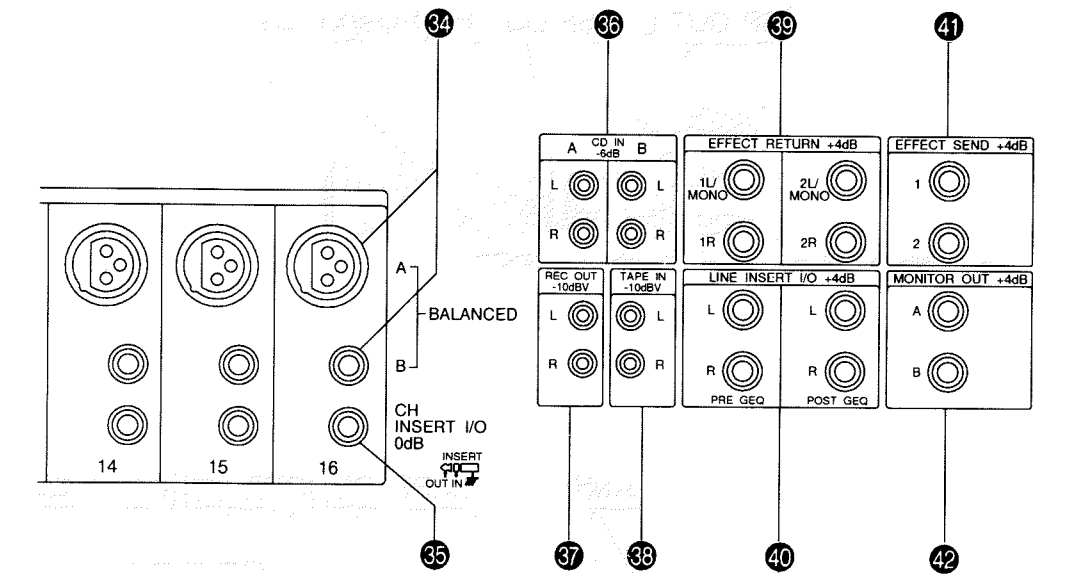 34
36
39
41
A CD IN B
-6dB
L L
R R
EFFECT RETURN +4dB
1L/
MONO
2L/
MONO
1R
2R
EFFECT SEND +4dB
1
2
A
BALANCED
B
CH
INSERT I/O
0dB
INSERT
OUT IN
14
15
16
REC OUT
-10dBV
L
R
TAPE IN
-10dBV
L
R
LINE INSERT I/O +4dB
L L
R R
PRE GEQ POST GEQ
MONITOR OUT +4dB
A
B
35
37
38
40
42